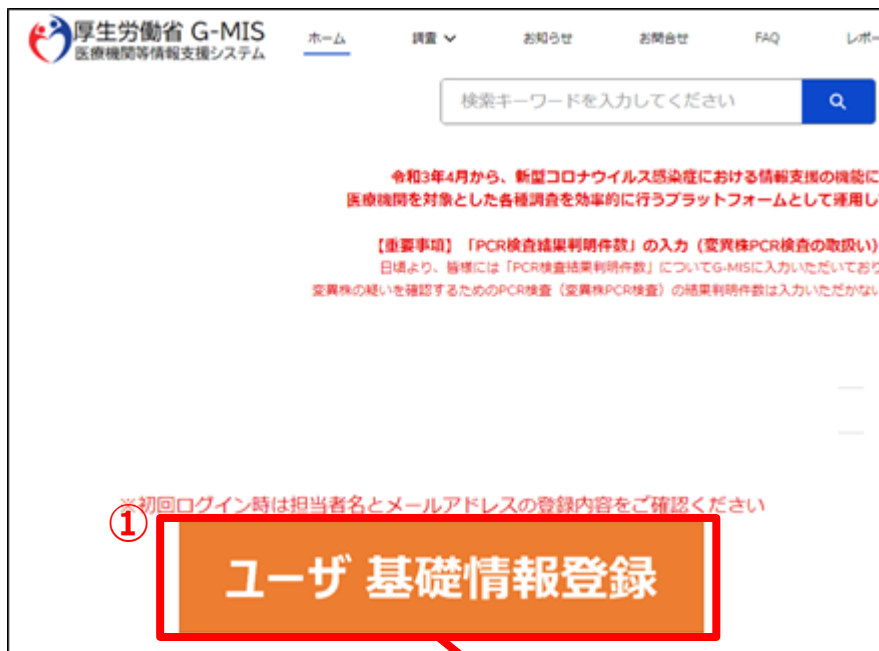 厚生労働省 G-MIS
医療機関等情報支援システム
ホーム
調査
お知らせ
お問合せ
FAQ
レポー
検索キーワードを入力してください
令和3年4月から、新型コロナウイルス感染症における情報支援の機能に
医療機関を対象とした各種調査を効率的に行うプラットフォームとして運用し
【重要事項】「PCR検査結果判明件数」の入力（変異株PCR検査の取扱い）
日頃より、皆様には「PCR検査結果判明件数」についてG-MISに入力いただいており
変異株の疑いを確認するためのPCR検査（変異株PCR検査）の結果判明件数は入力いただかない
※初回ログイン時は担当者名とメールアドレスの登録内容をご確認ください
①
ユーザ 基礎情報登録